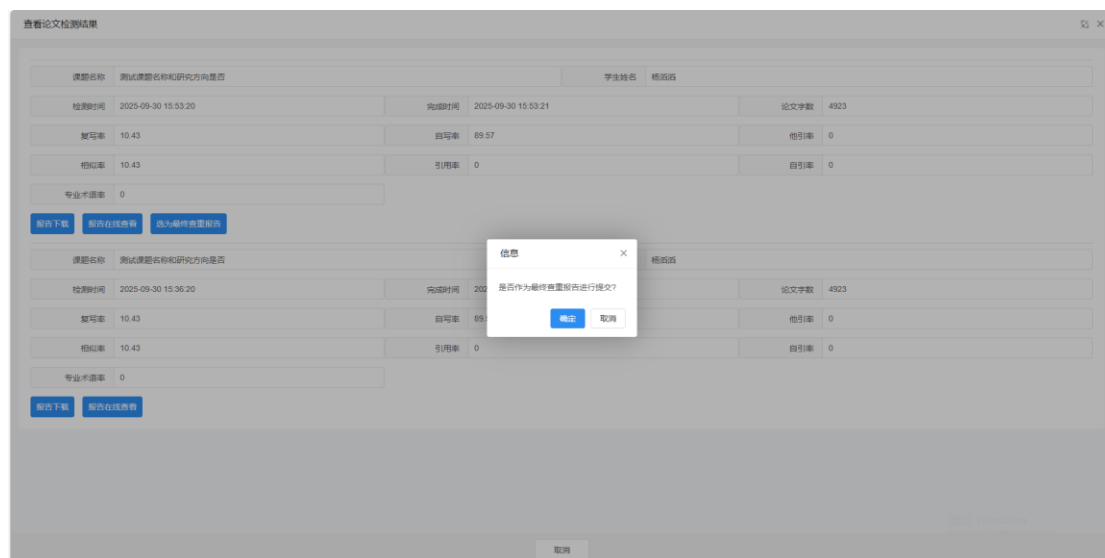 查看论文检测结果
课题名称 测试课题名称和研究方向是否 学生姓名 杨滔滔
检测时间 2025-09-30 15:53:20 完成时间 2025-09-30 15:53:21 论文字数 4923
复写率 10.43 自写率 89.57 他引率 0
相似率 10.43 引用率 0 自引率 0
专业术语率 0
报告下载 报告在线查看 选为最终查重报告
课题名称 测试课题名称和研究方向是否 杨滔滔
信息
检测时间 2025-09-30 15:36:20 完成时间 202 论文字数 4923
是否作为最终查重报告进行提交?
复写率 10.43 自写率 89. 他引率 0
确定 取消
相似率 10.43 引用率 0 自引率 0
专业术语率 0
报告下载 报告在线查看
取消